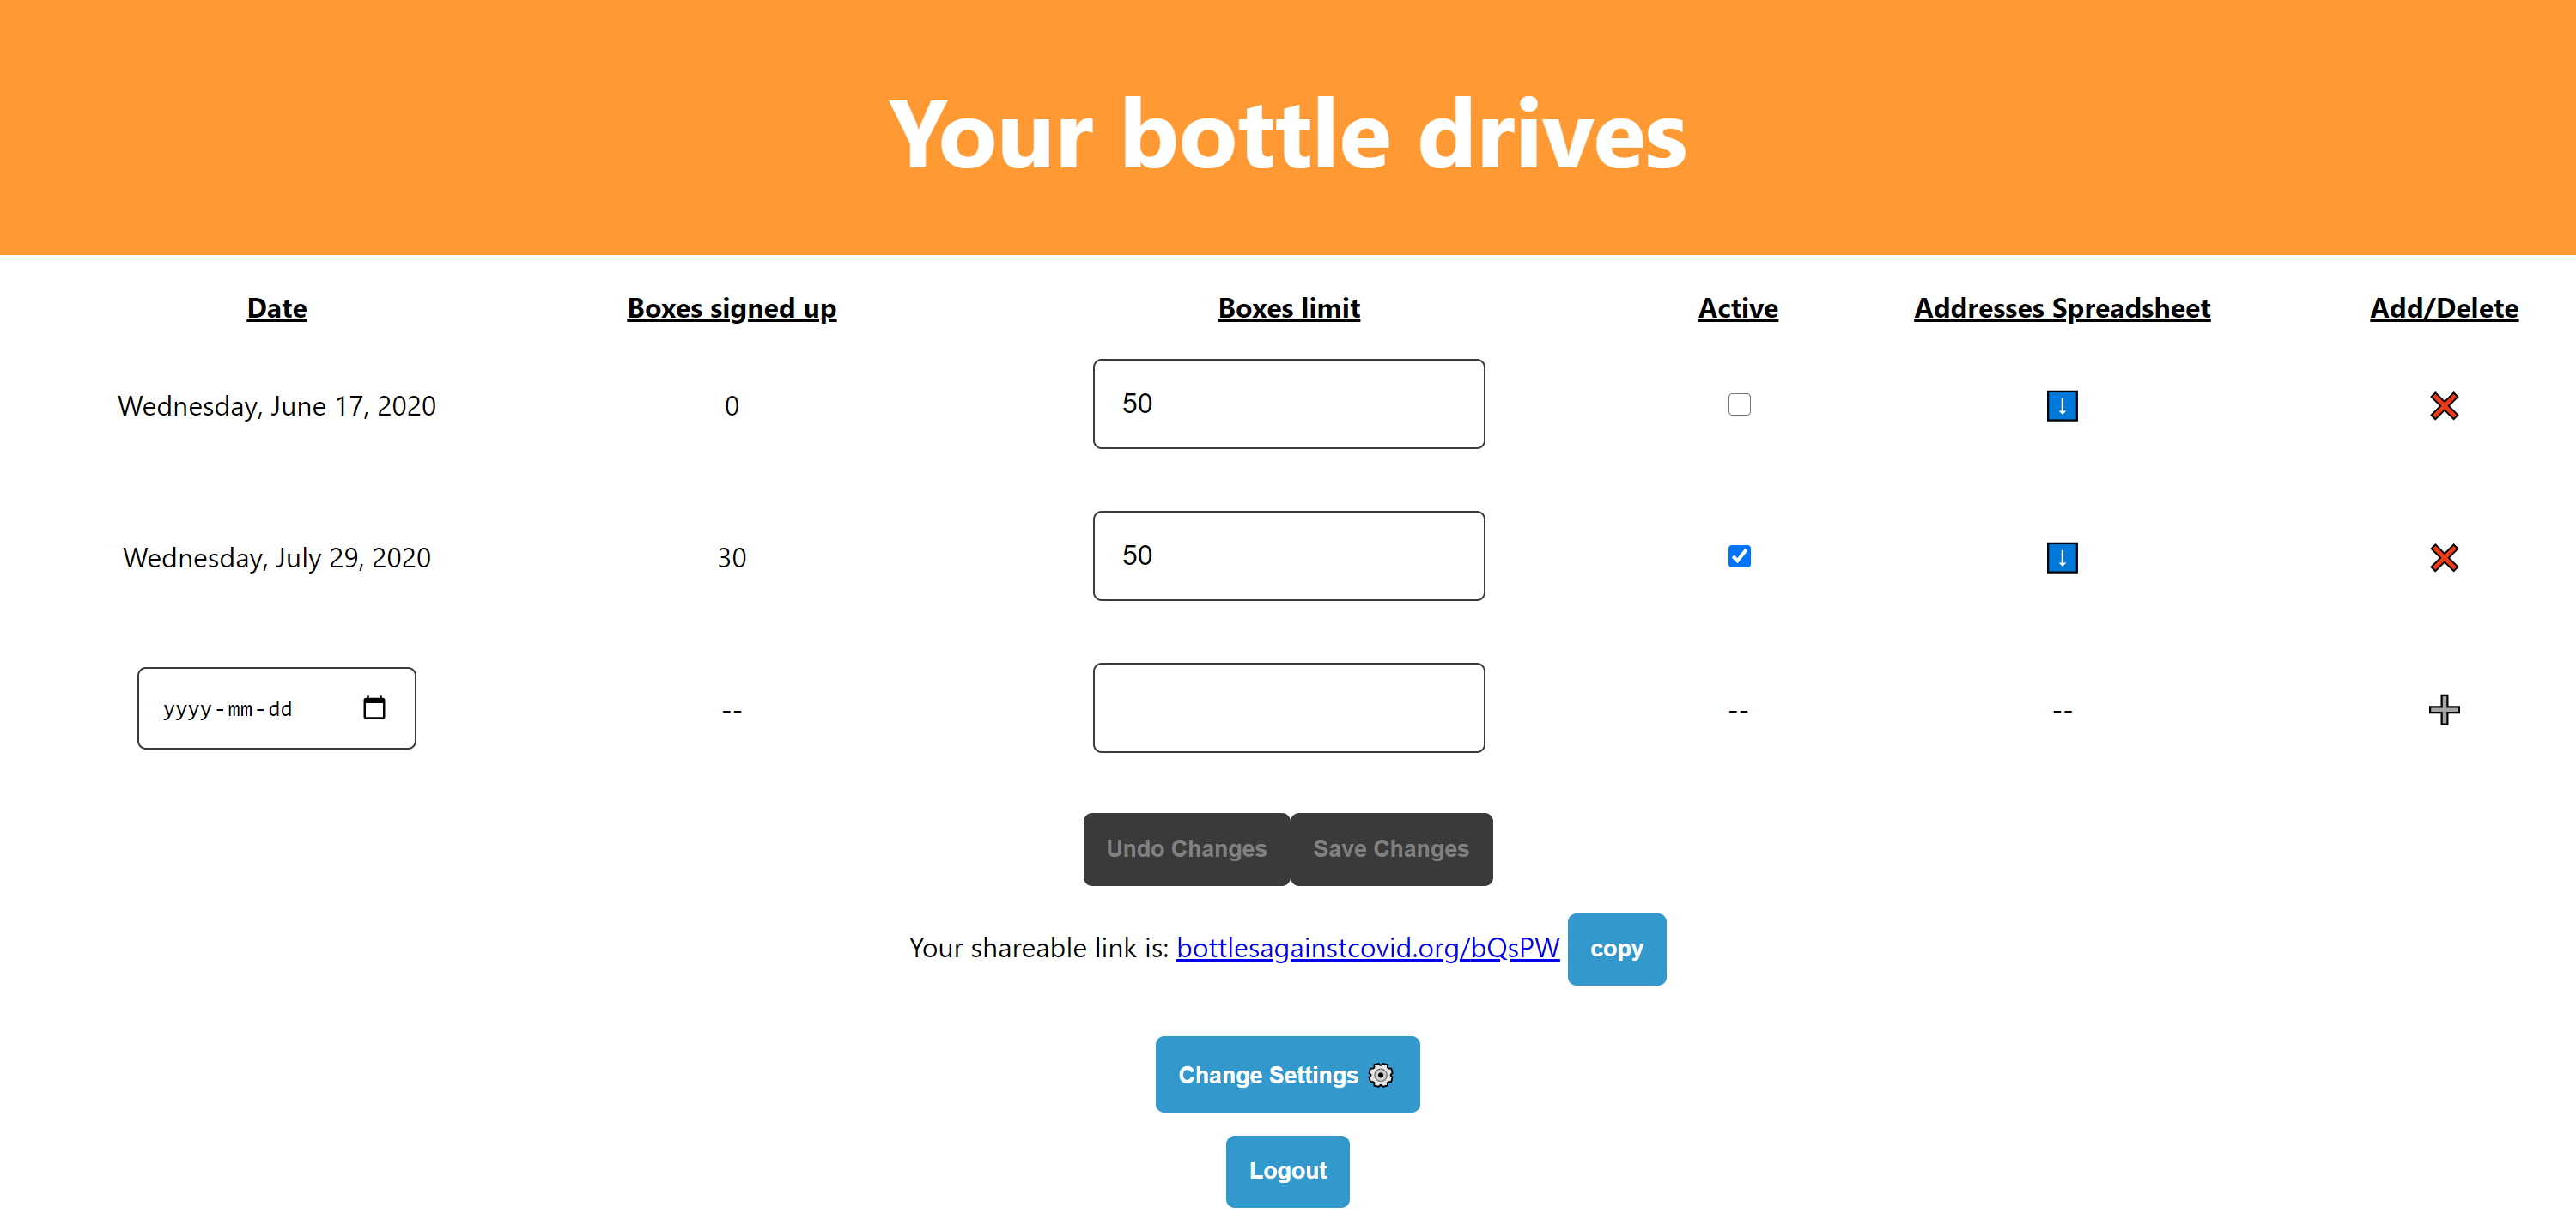 Your bottle drives
Date Boxes signed up Boxes limit Active Addresses Spreadsheet Add/Delete
Wednesday, June 17, 2020 0 50
Wednesday, July 29, 2020 30 50
yyyy-mm-dd -- -- --
Undo Changes Save Changes
Your shareable link is: bottlesagainstcovid.org/bQsPW copy
Change Settings
Logout